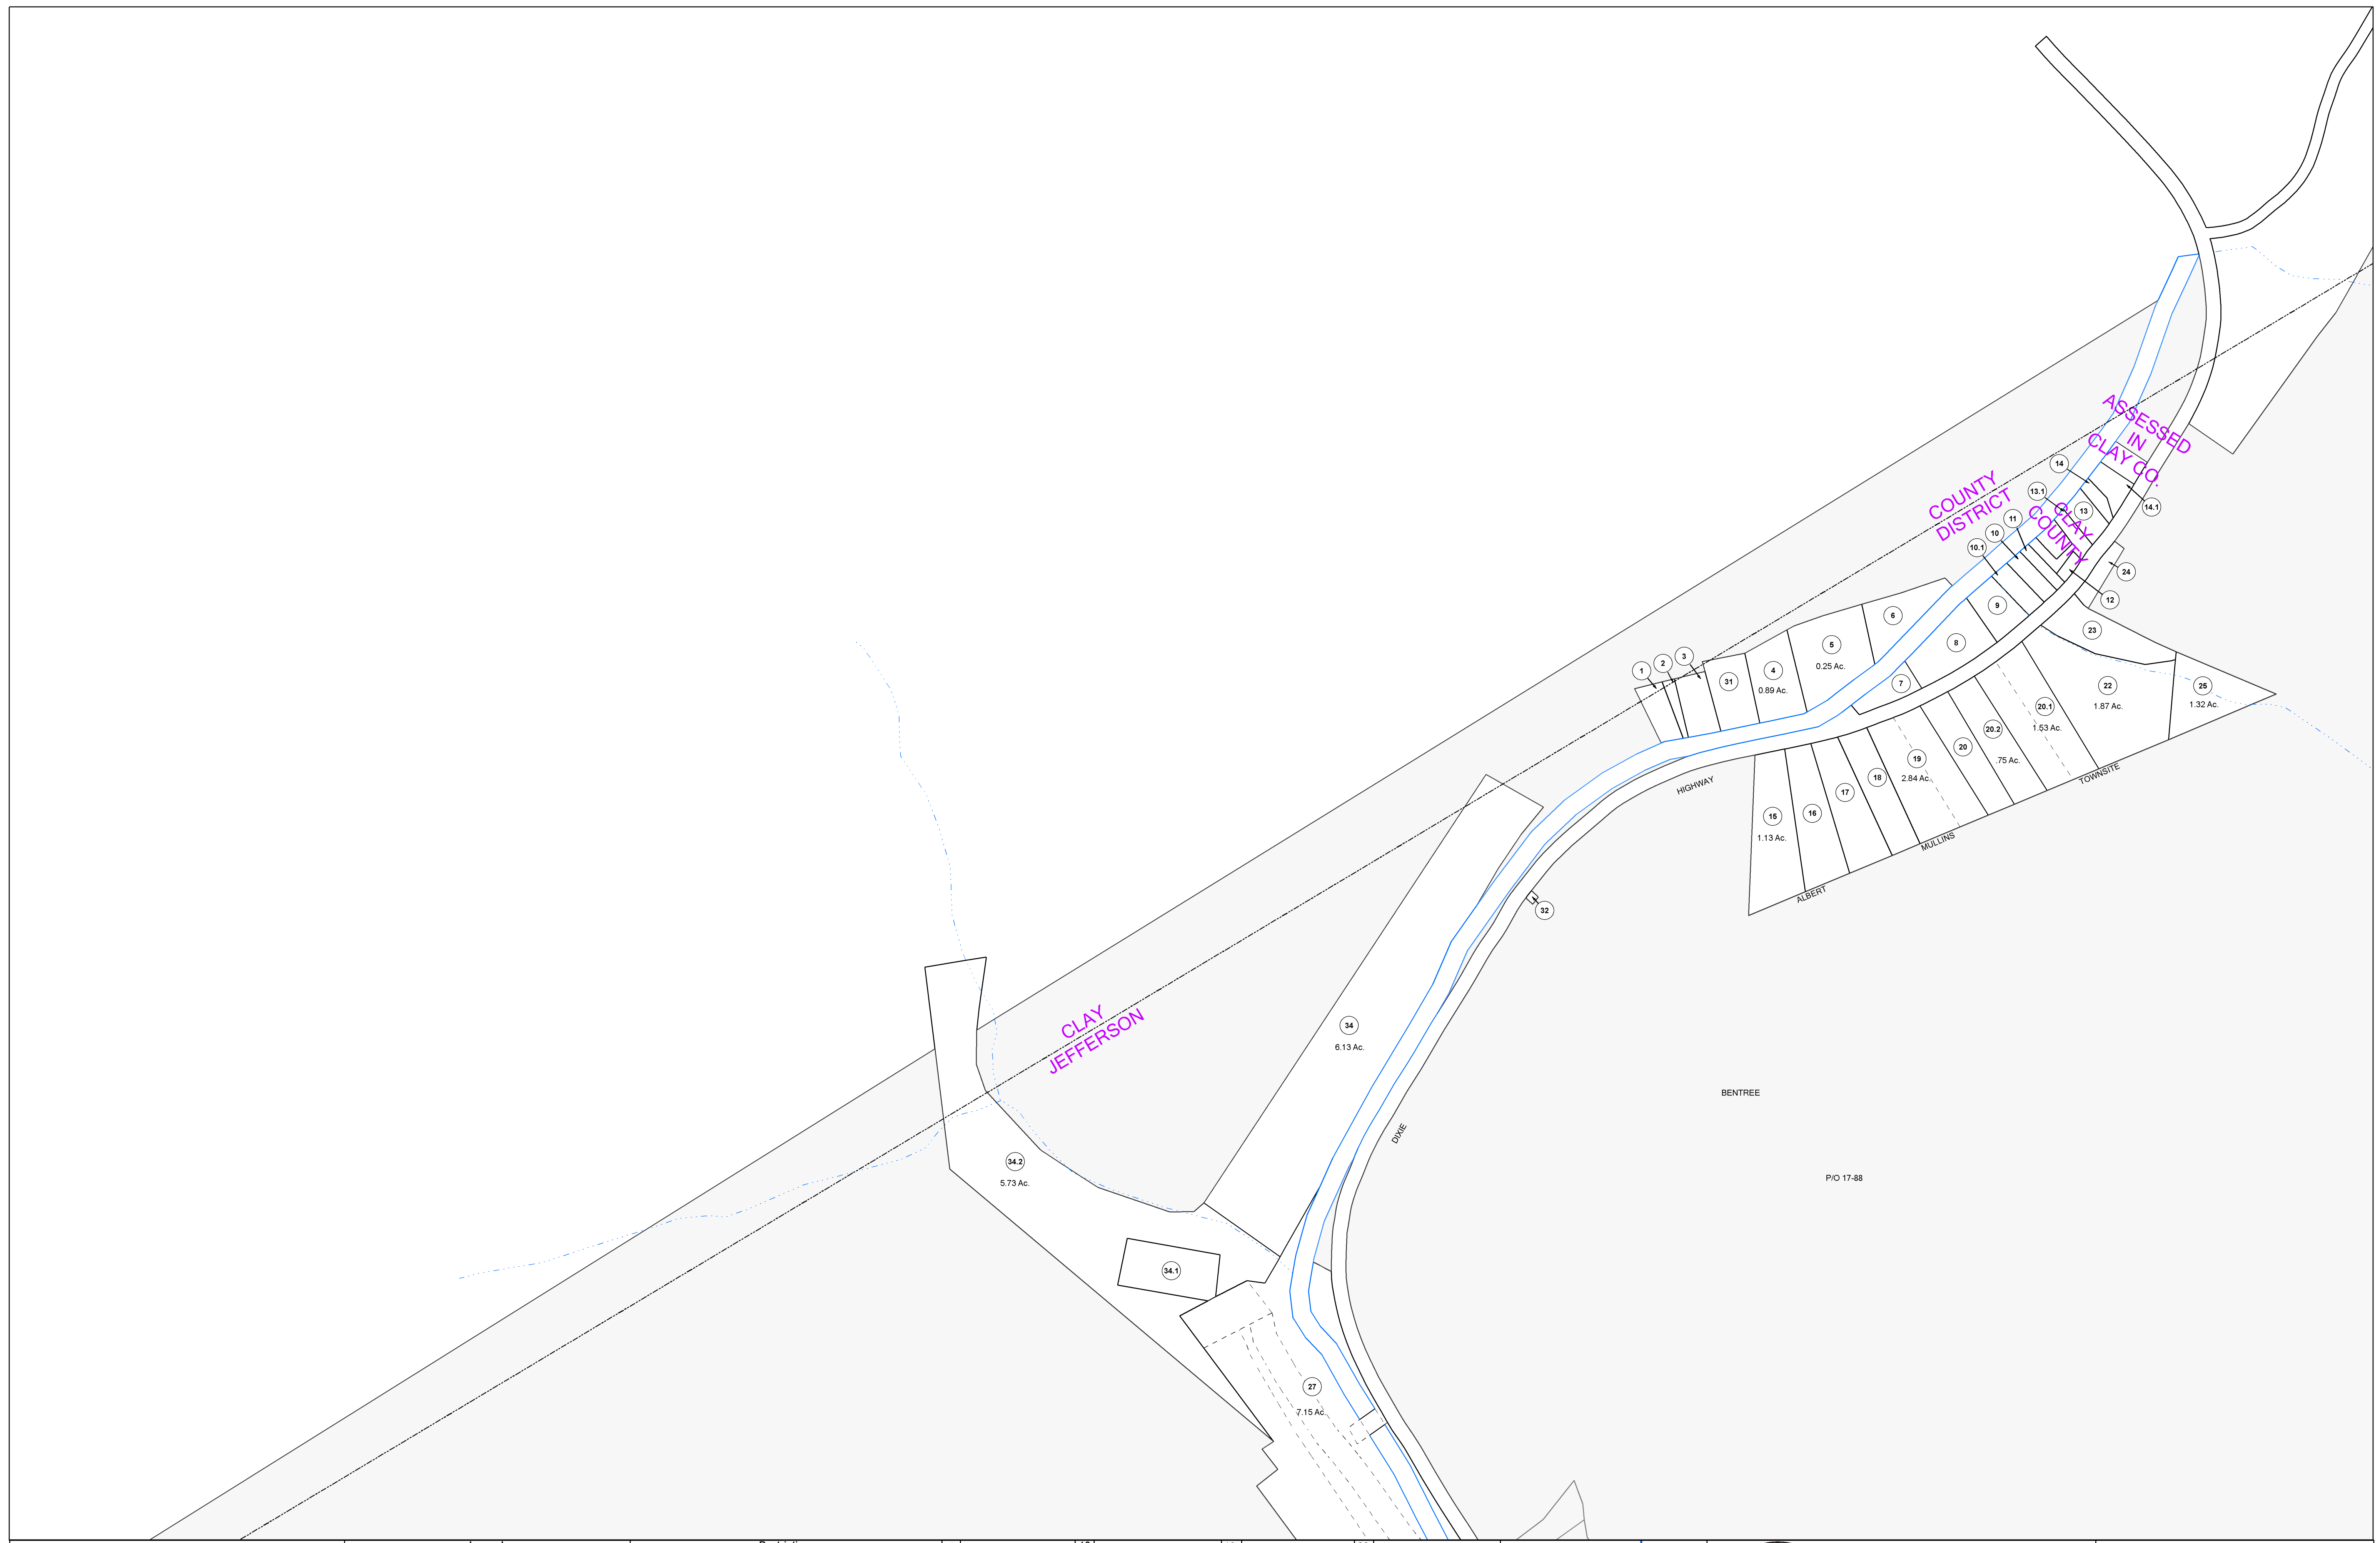 ASSESSED
IN
CLAY CO.
14
COUNTY
DISTRICT
13.1
14.1
13
11
CLAY
COUNTY
10
10.1
24
12
9
6
23
8
5
0.25 Ac.
3
2
1
4
0.89 Ac.
31
7
22
1.87 Ac.
25
1.32 Ac.
20.1
1.53 Ac.
20.2
.75 Ac.
20
19
2.84 Ac.
18
TOWNSITE
HIGHWAY
17
16
15
1.13 Ac.
MULLINS
ALBERT
32
CLAY
JEFFERSON
34
6.13 Ac.
BENTREE
DIXIE
34.2
5.73 Ac.
P/O 17-88
34.1
27
7.15 Ac.